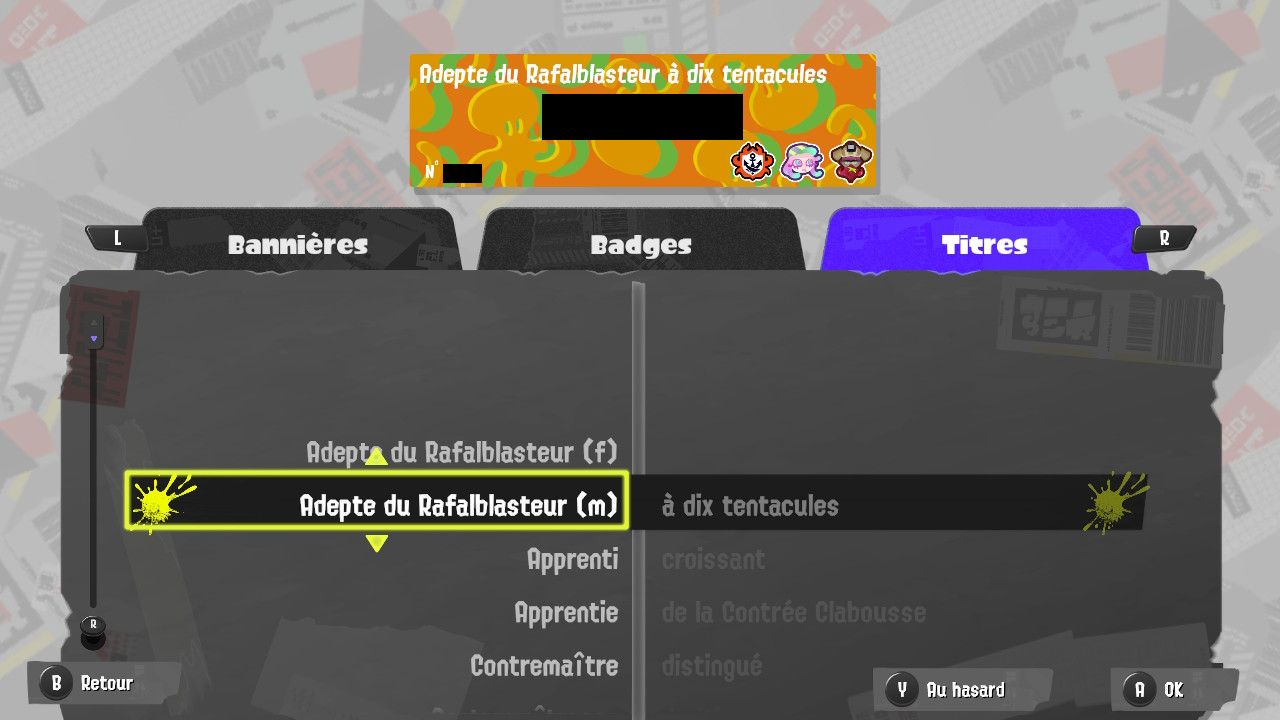 Adepte du Rafalblasteur à dix tentacules
N°
L
Bannières
Badges
Titres
R
Adepte du Rafalblasteur (f)
Adepte du Rafalblasteur (m)
à dix tentacules
Apprenti
croissant
Apprentie
de la Contrée Clabousse
R
Contremaître
distingué
B Retour
Y Au hasard
A OK